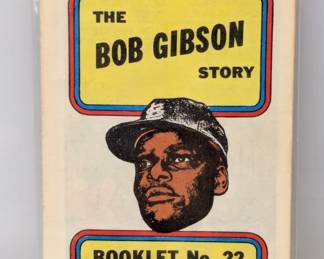 THE
BOB GIBSON
STORY
BOOKLET No. 22